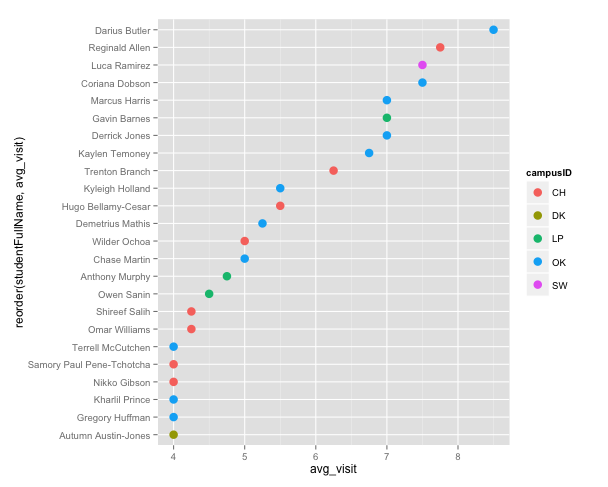 reorder(studentFullName, avg_visit)
Darius Butler
Reginald Allen
Luca Ramirez
Coriana Dobson
Marcus Harris
Gavin Barnes
Derrick Jones
Kaylen Temoney
Trenton Branch
Kyleigh Holland
Hugo Bellamy-Cesar
Demetrius Mathis
Wilder Ochoa
Chase Martin
Anthony Murphy
Owen Sanin
Shireef Salih
Omar Williams
Terrell McCutchen
Samory Paul Pene-Tchotcha
Nikko Gibson
Kharlil Prince
Gregory Huffman
Autumn Austin-Jones
4 5 6 7 8
avg_visit
campusID
CH
DK
LP
OK
SW